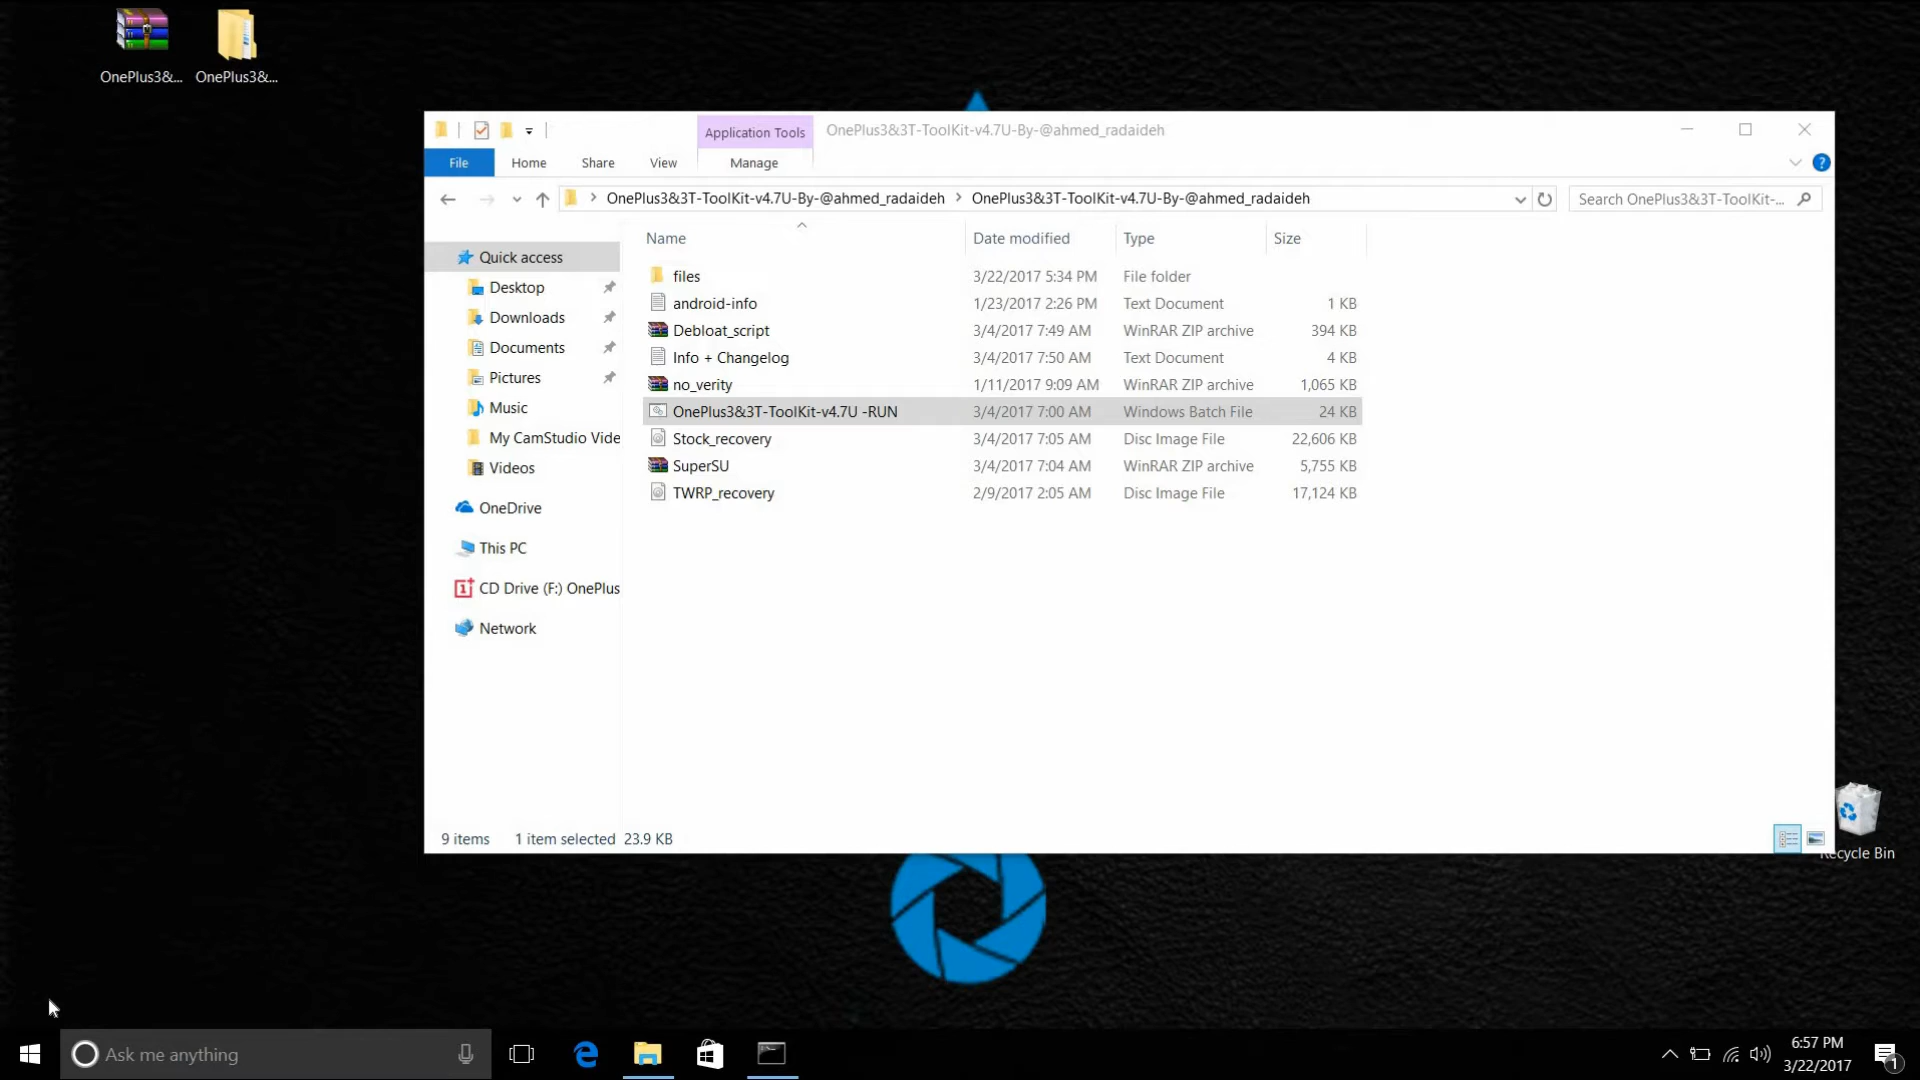 OnePlus3&... OnePlus3&...
Application Tools OnePlus3&3T-ToolKit-v4.7U-By-@ahmed_radaideh
File Home Share View Manage
OnePlus3&3T-ToolKit-v4.7U-By-@ahmed_radaideh > OnePlus3&3T-ToolKit-v4.7U-By-@ahmed_radaideh Search OnePlus3&3T-ToolKit-...
Name Date modified Type Size
Quick access
Desktop
Downloads
Documents
Pictures
Music
My CamStudio Vide
Videos
OneDrive
This PC
CD Drive (F:) OnePlus
Network
files 3/22/2017 5:34 PM File folder
android-info 1/23/2017 2:26 PM Text Document 1 KB
Debloat_script 3/4/2017 7:49 AM WinRAR ZIP archive 394 KB
Info + Changelog 3/4/2017 7:50 AM Text Document 4 KB
no_verity 1/11/2017 9:09 AM WinRAR ZIP archive 1,065 KB
OnePlus3&3T-ToolKit-v4.7U -RUN 3/4/2017 7:00 AM Windows Batch File 24 KB
Stock_recovery 3/4/2017 7:05 AM Disc Image File 22,606 KB
SuperSU 3/4/2017 7:04 AM WinRAR ZIP archive 5,755 KB
TWRP_recovery 2/9/2017 2:05 AM Disc Image File 17,124 KB
9 items 1 item selected 23.9 KB
Recycle Bin
Ask me anything
6:57 PM
3/22/2017
1